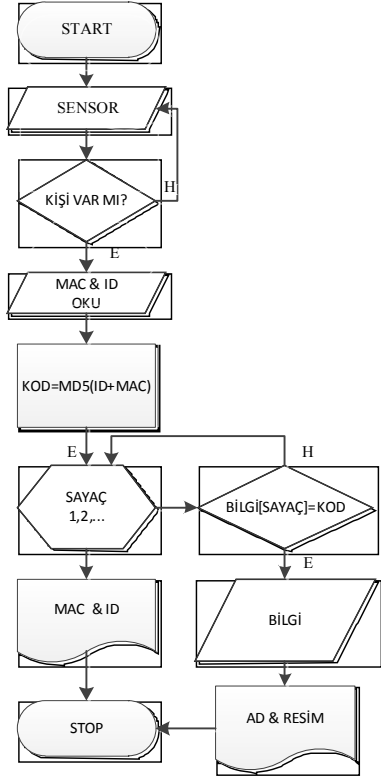 START
SENSOR
KİŞİ VAR MI?
H
E
MAC & ID
OKU
KOD=MD5(ID+MAC)
E
H
SAYAÇ
1,2,...
BİLGİ[SAYAÇ]=KOD
E
MAC & ID
BİLGİ
STOP
AD & RESİM